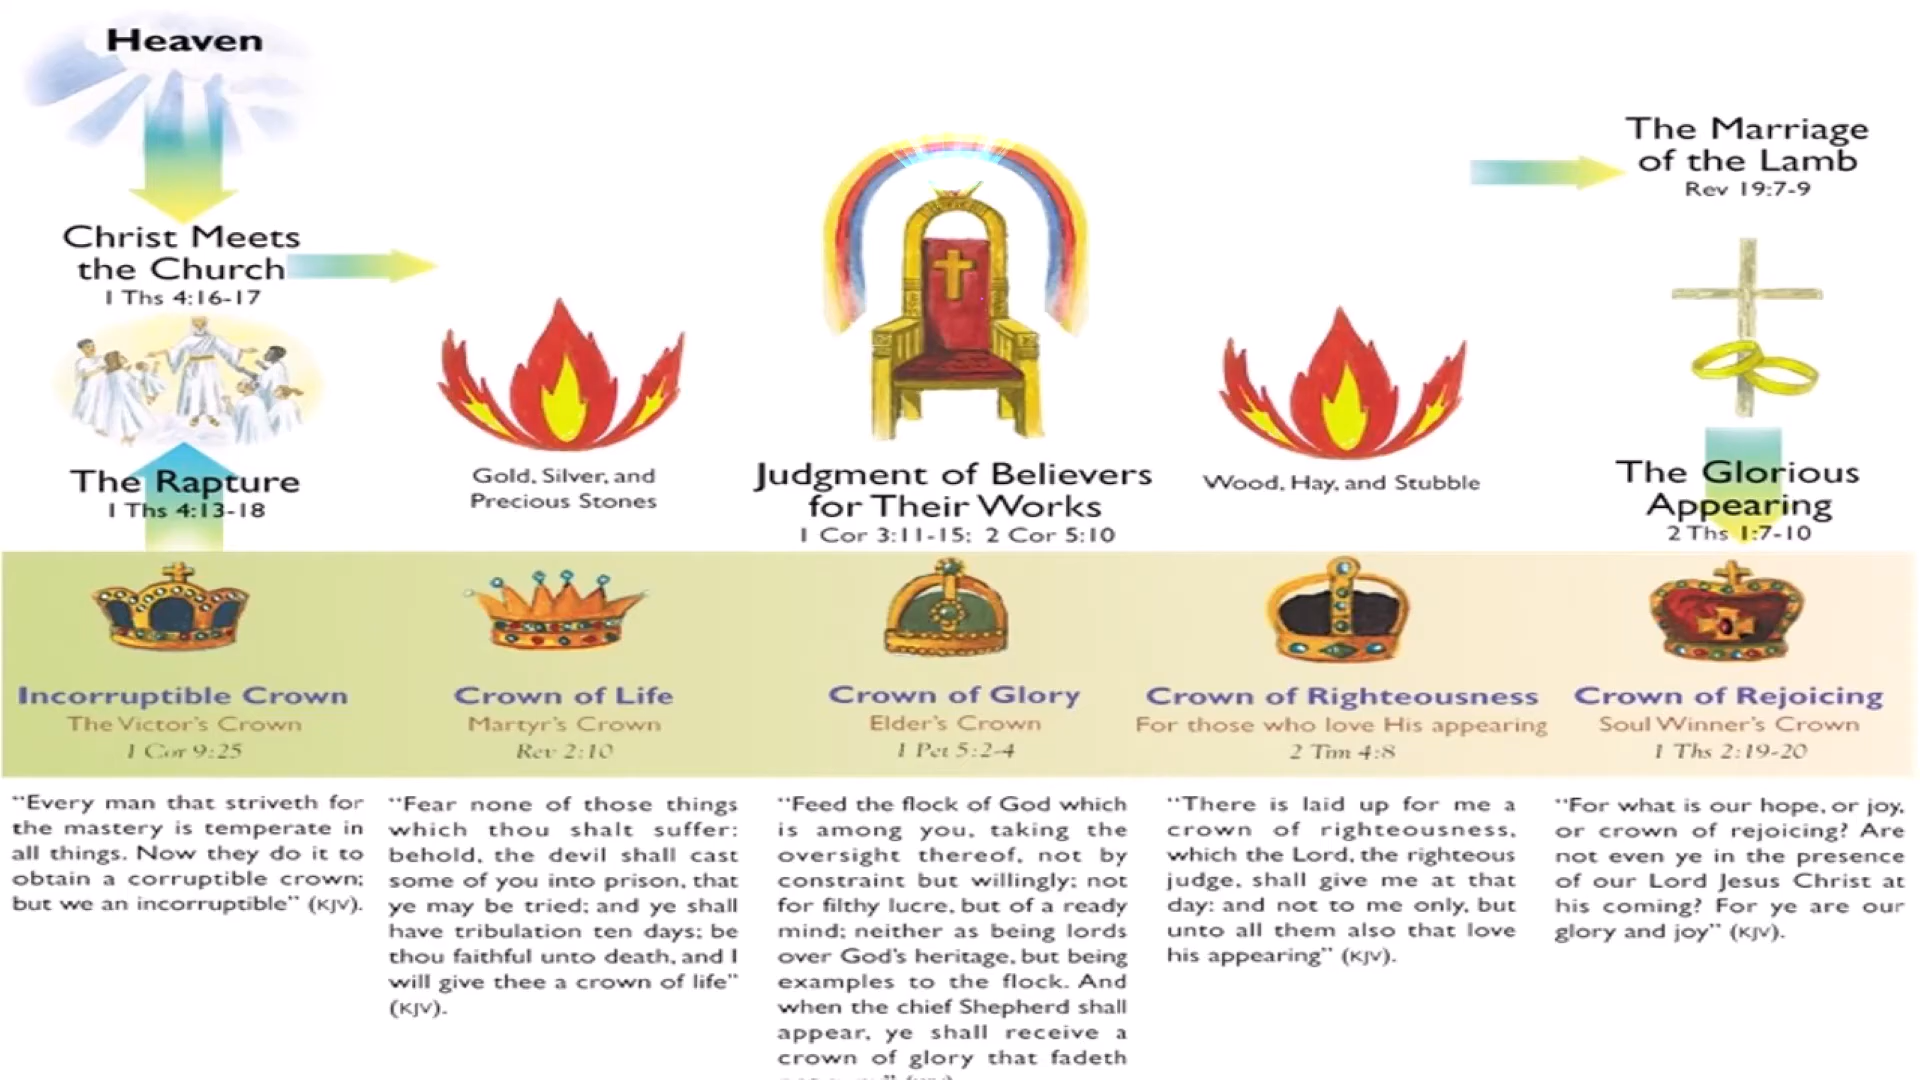 Heaven
Christ Meets
the Church
1 Ths 4:16-17
The Rapture
1 Ths 4:13-18
Gold, Silver, and
Precious Stones
Judgment of Believers
for Their Works
1 Cor 3:11-15; 2 Cor 5:10
Wood, Hay, and Stubble
The Marriage
of the Lamb
Rev 19:7-9
The Glorious
Appearing
2 Ths 1:7-10
Incorruptible Crown
The Victor's Crown
1 Cor 9:25
Crown of Life
Martyr's Crown
Rev 2:10
Crown of Glory
Elder's Crown
1 Pet 5:2-4
Crown of Righteousness
For those who love His appearing
2 Tim 4:8
Crown of Rejoicing
Soul Winner's Crown
1 Ths 2:19-20
"Every man that striveth for
the mastery is temperate in
all things. Now they do it to
obtain a corruptible crown;
but we an incorruptible" (KJV).
"Fear none of those things
which thou shalt suffer:
behold, the devil shall cast
some of you into prison, that
ye may be tried; and ye shall
have tribulation ten days; be
thou faithful unto death, and I
will give thee a crown of life"
(KJV).
"Feed the flock of God which
is among you, taking the
oversight thereof, not by
constraint but willingly; not
for filthy lucre, but of a ready
mind; neither as being lords
over God's heritage, but being
examples to the flock. And
when the chief Shepherd shall
appear, ye shall receive a
crown of glory that fadeth
"There is laid up for me a
crown of righteousness,
which the Lord, the righteous
judge, shall give me at that
day: and not to me only, but
unto all them also that love
his appearing" (KJV).
"For what is our hope, or joy,
or crown of rejoicing? Are
not even ye in the presence
of our Lord Jesus Christ at
his coming? For ye are our
glory and joy" (KJV).